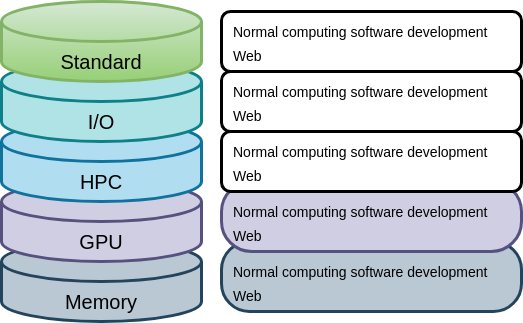 Standard
Normal computing software development
Web
I/O
Normal computing software development
Web
HPC
Normal computing software development
Web
GPU
Normal computing software development
Web
Memory
Normal computing software development
Web